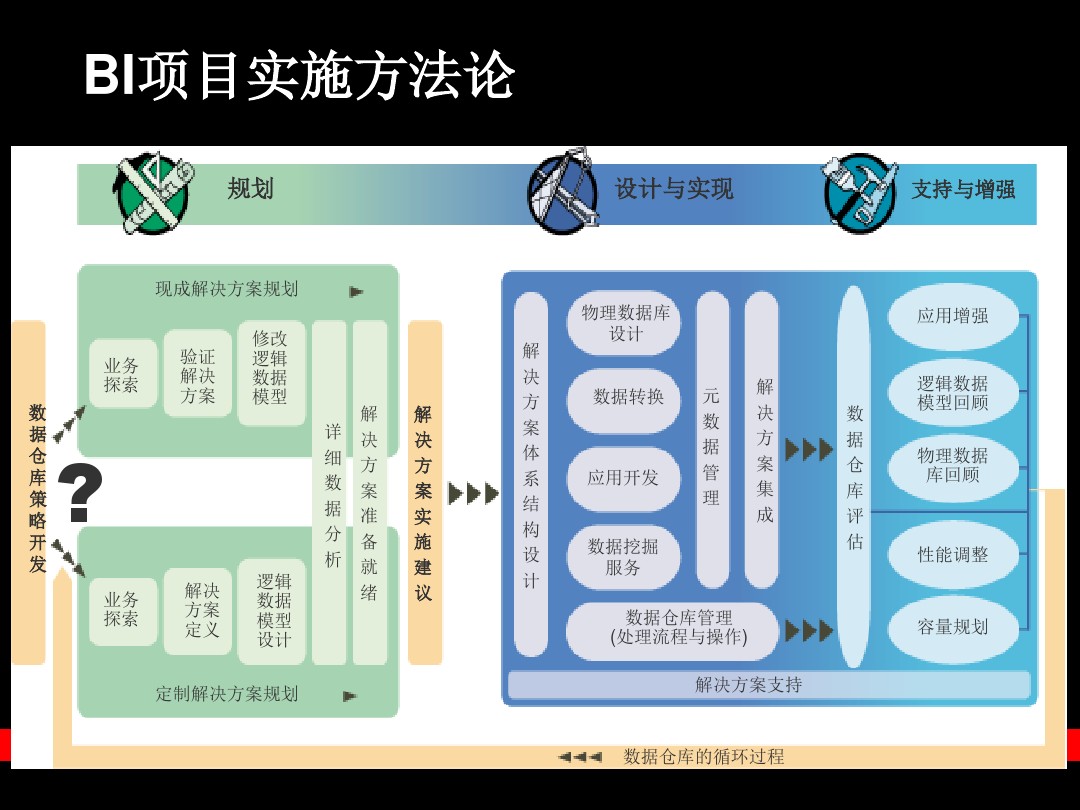 BI项目实施方法论
规划
设计与实现
支持与增强
数据仓库策略开发
?
现成解决方案规划
业务
探索
验证
解决
方案
修改
逻辑
数据
模型
业务
探索
解决
方案
定义
逻辑
数据
模型
设计
定制解决方案规划
详细数据分析
解决方案准备就绪
解决方案实施建议
解决方案体系结构设计
物理数据库
设计
数据转换
应用开发
数据挖掘
服务
数据仓库管理
(处理流程与操作)
元数据管理
解决方案集成
数据仓库评估
应用增强
逻辑数据
模型回顾
物理数据
库回顾
性能调整
容量规划
解决方案支持
数据仓库的循环过程